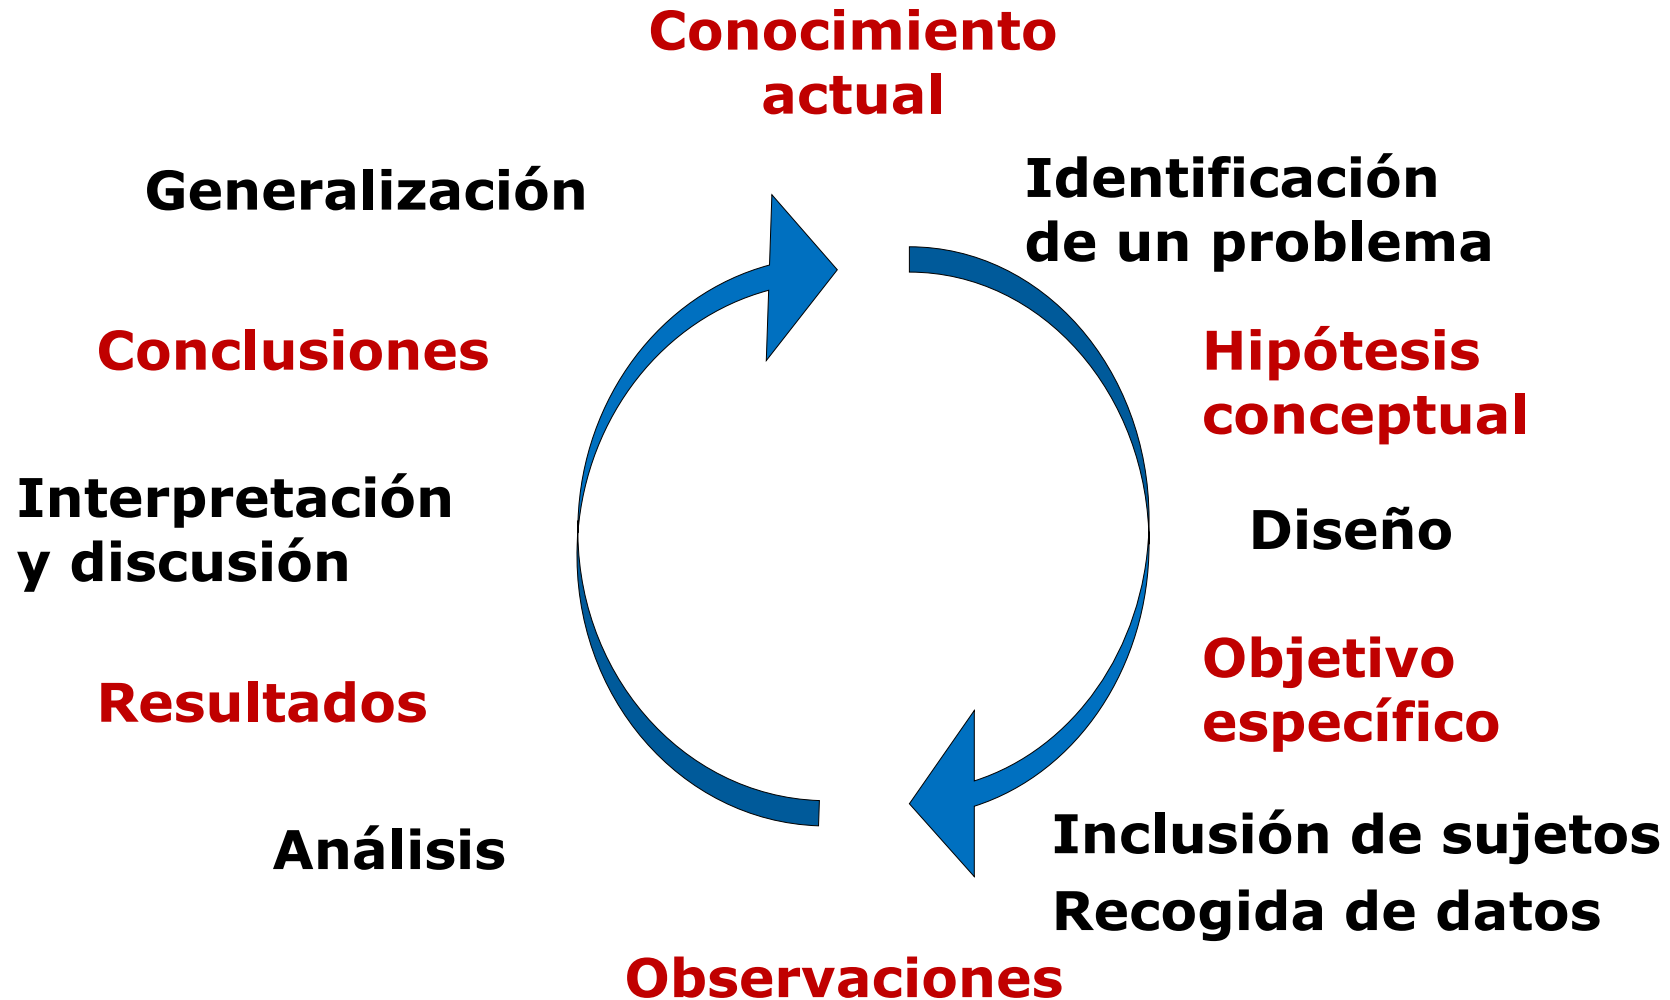 Conocimiento
actual
Identificación
de un problema
Hipótesis
conceptual
Diseño
Objetivo
específico
Inclusión de sujetos
Recogida de datos
Observaciones
Análisis
Resultados
Interpretación
y discusión
Conclusiones
Generalización